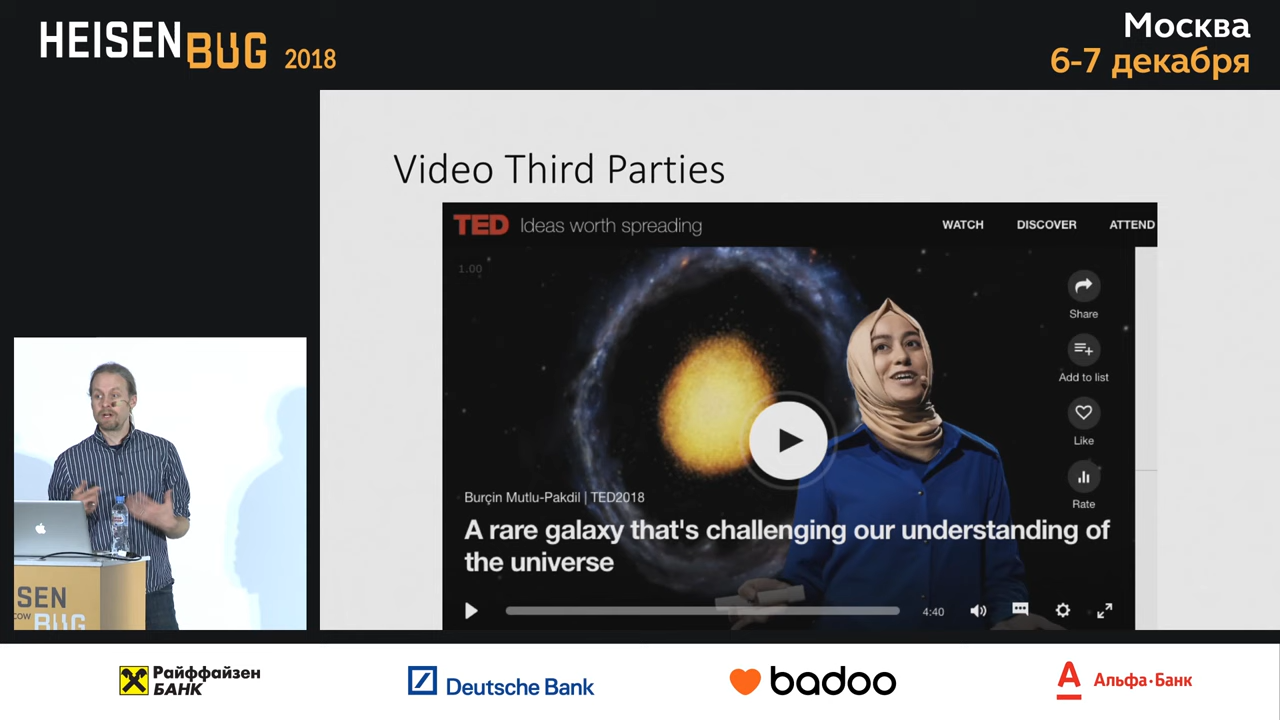 HEISENBUG 2018
Москва
6-7 декабря
Video Third Parties
TED Ideas worth spreading
WATCH DISCOVER ATTEND
1.00
Share
Add to list
Like
Rate
Burçin Mutlu-Pakdil | TED2018
A rare galaxy that's challenging our understanding of
the universe
4:40
SEN
BUG
Райффайзен
БАНК
Deutsche Bank
badoo
Альфа·Банк